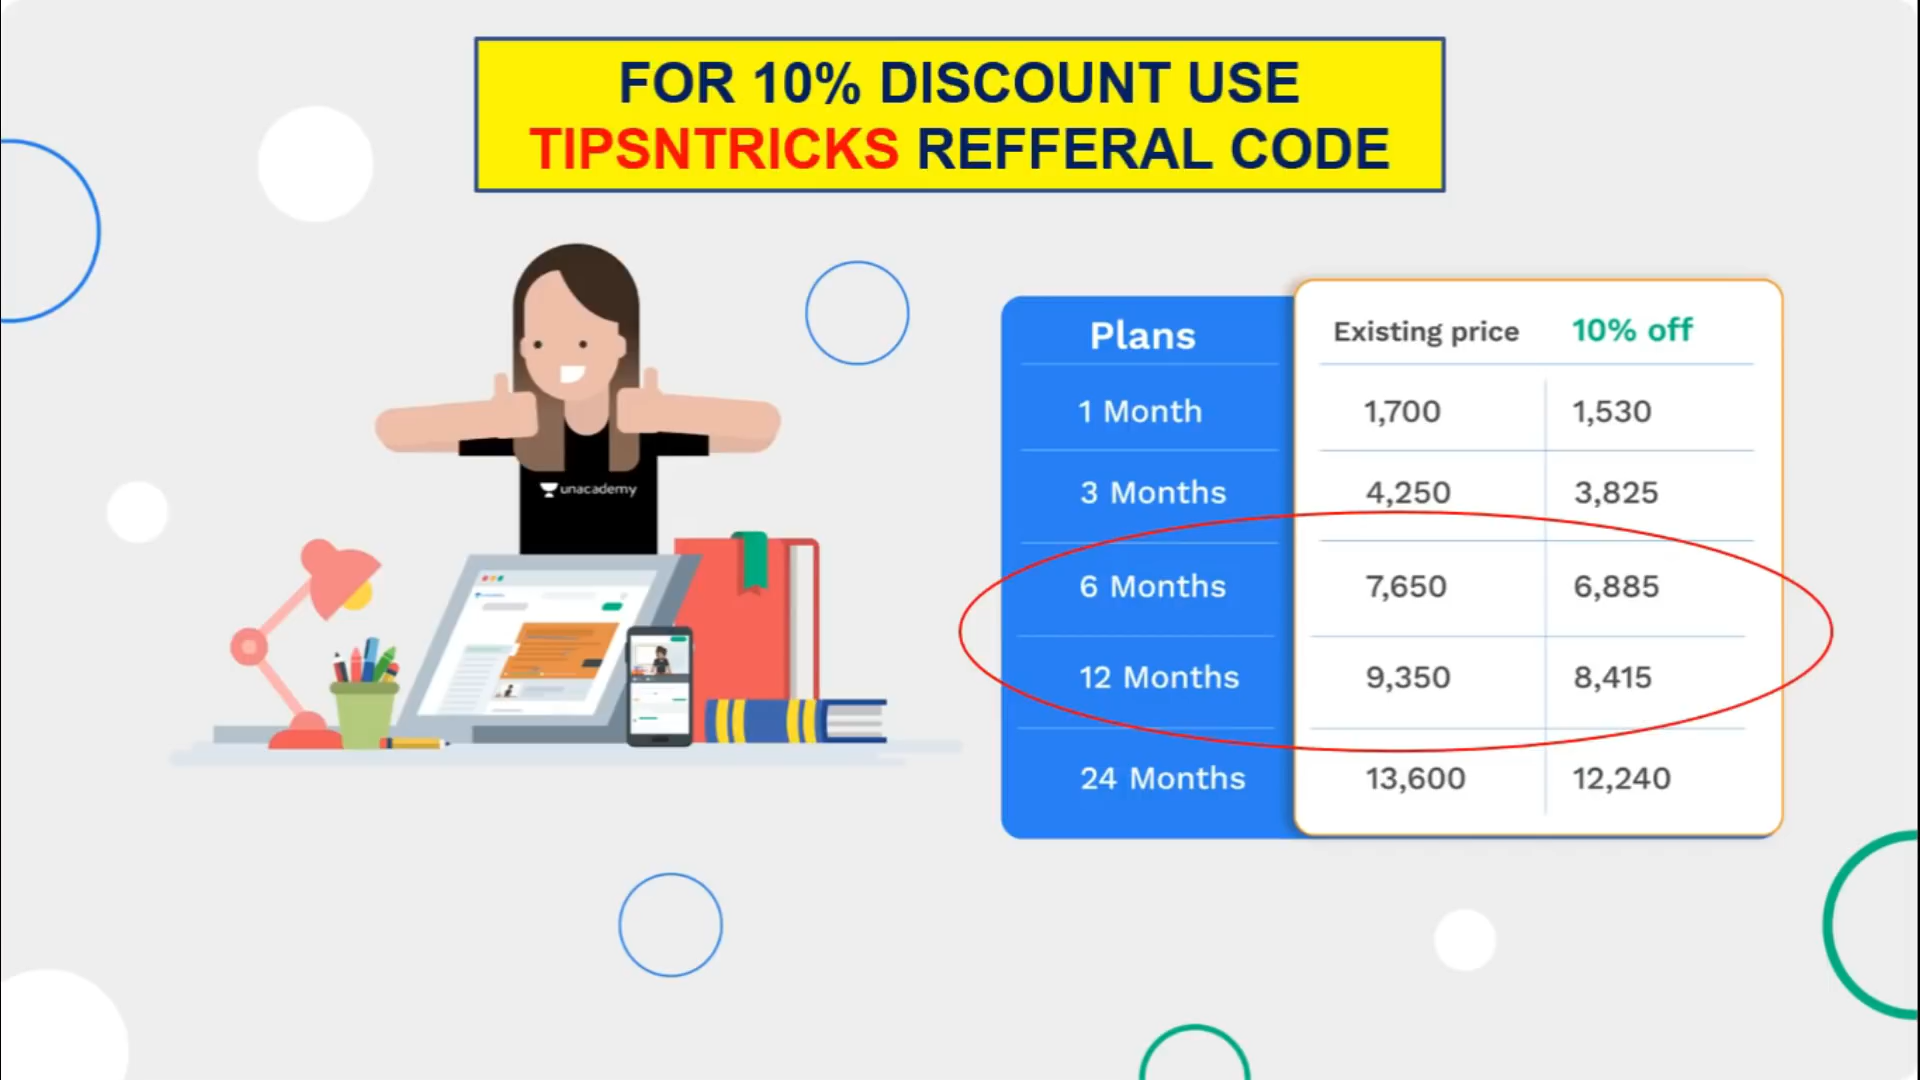 FOR 10% DISCOUNT USE
TIPSNTRICKS REFFERAL CODE
unacademy
Plans Existing price 10% off
1 Month 1,700 1,530
3 Months 4,250 3,825
6 Months 7,650 6,885
12 Months 9,350 8,415
24 Months 13,600 12,240